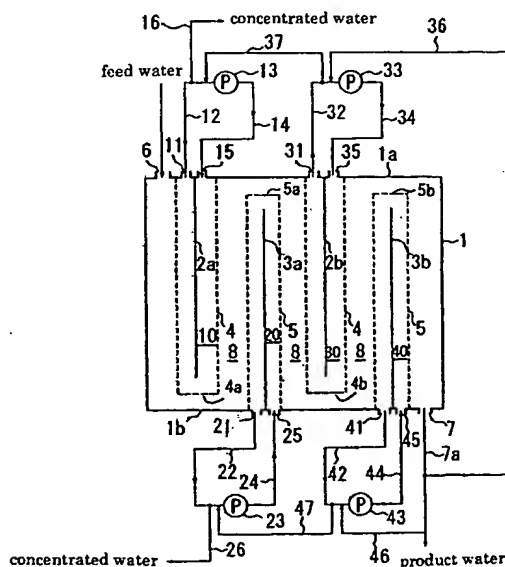 16
concentrated water
36
37
feed water
P 13
P 33
12
14
32
34
6
11
15
31
35
1a
5a
5b
1
2a
3a
2b
3b
10
4
8
20
5
8
30
4
8
40
5
4a
4b
1b
21
25
41
45
7
7a
22
24
42
44
P
23
47
P
43
26
46
concentrated water
product water